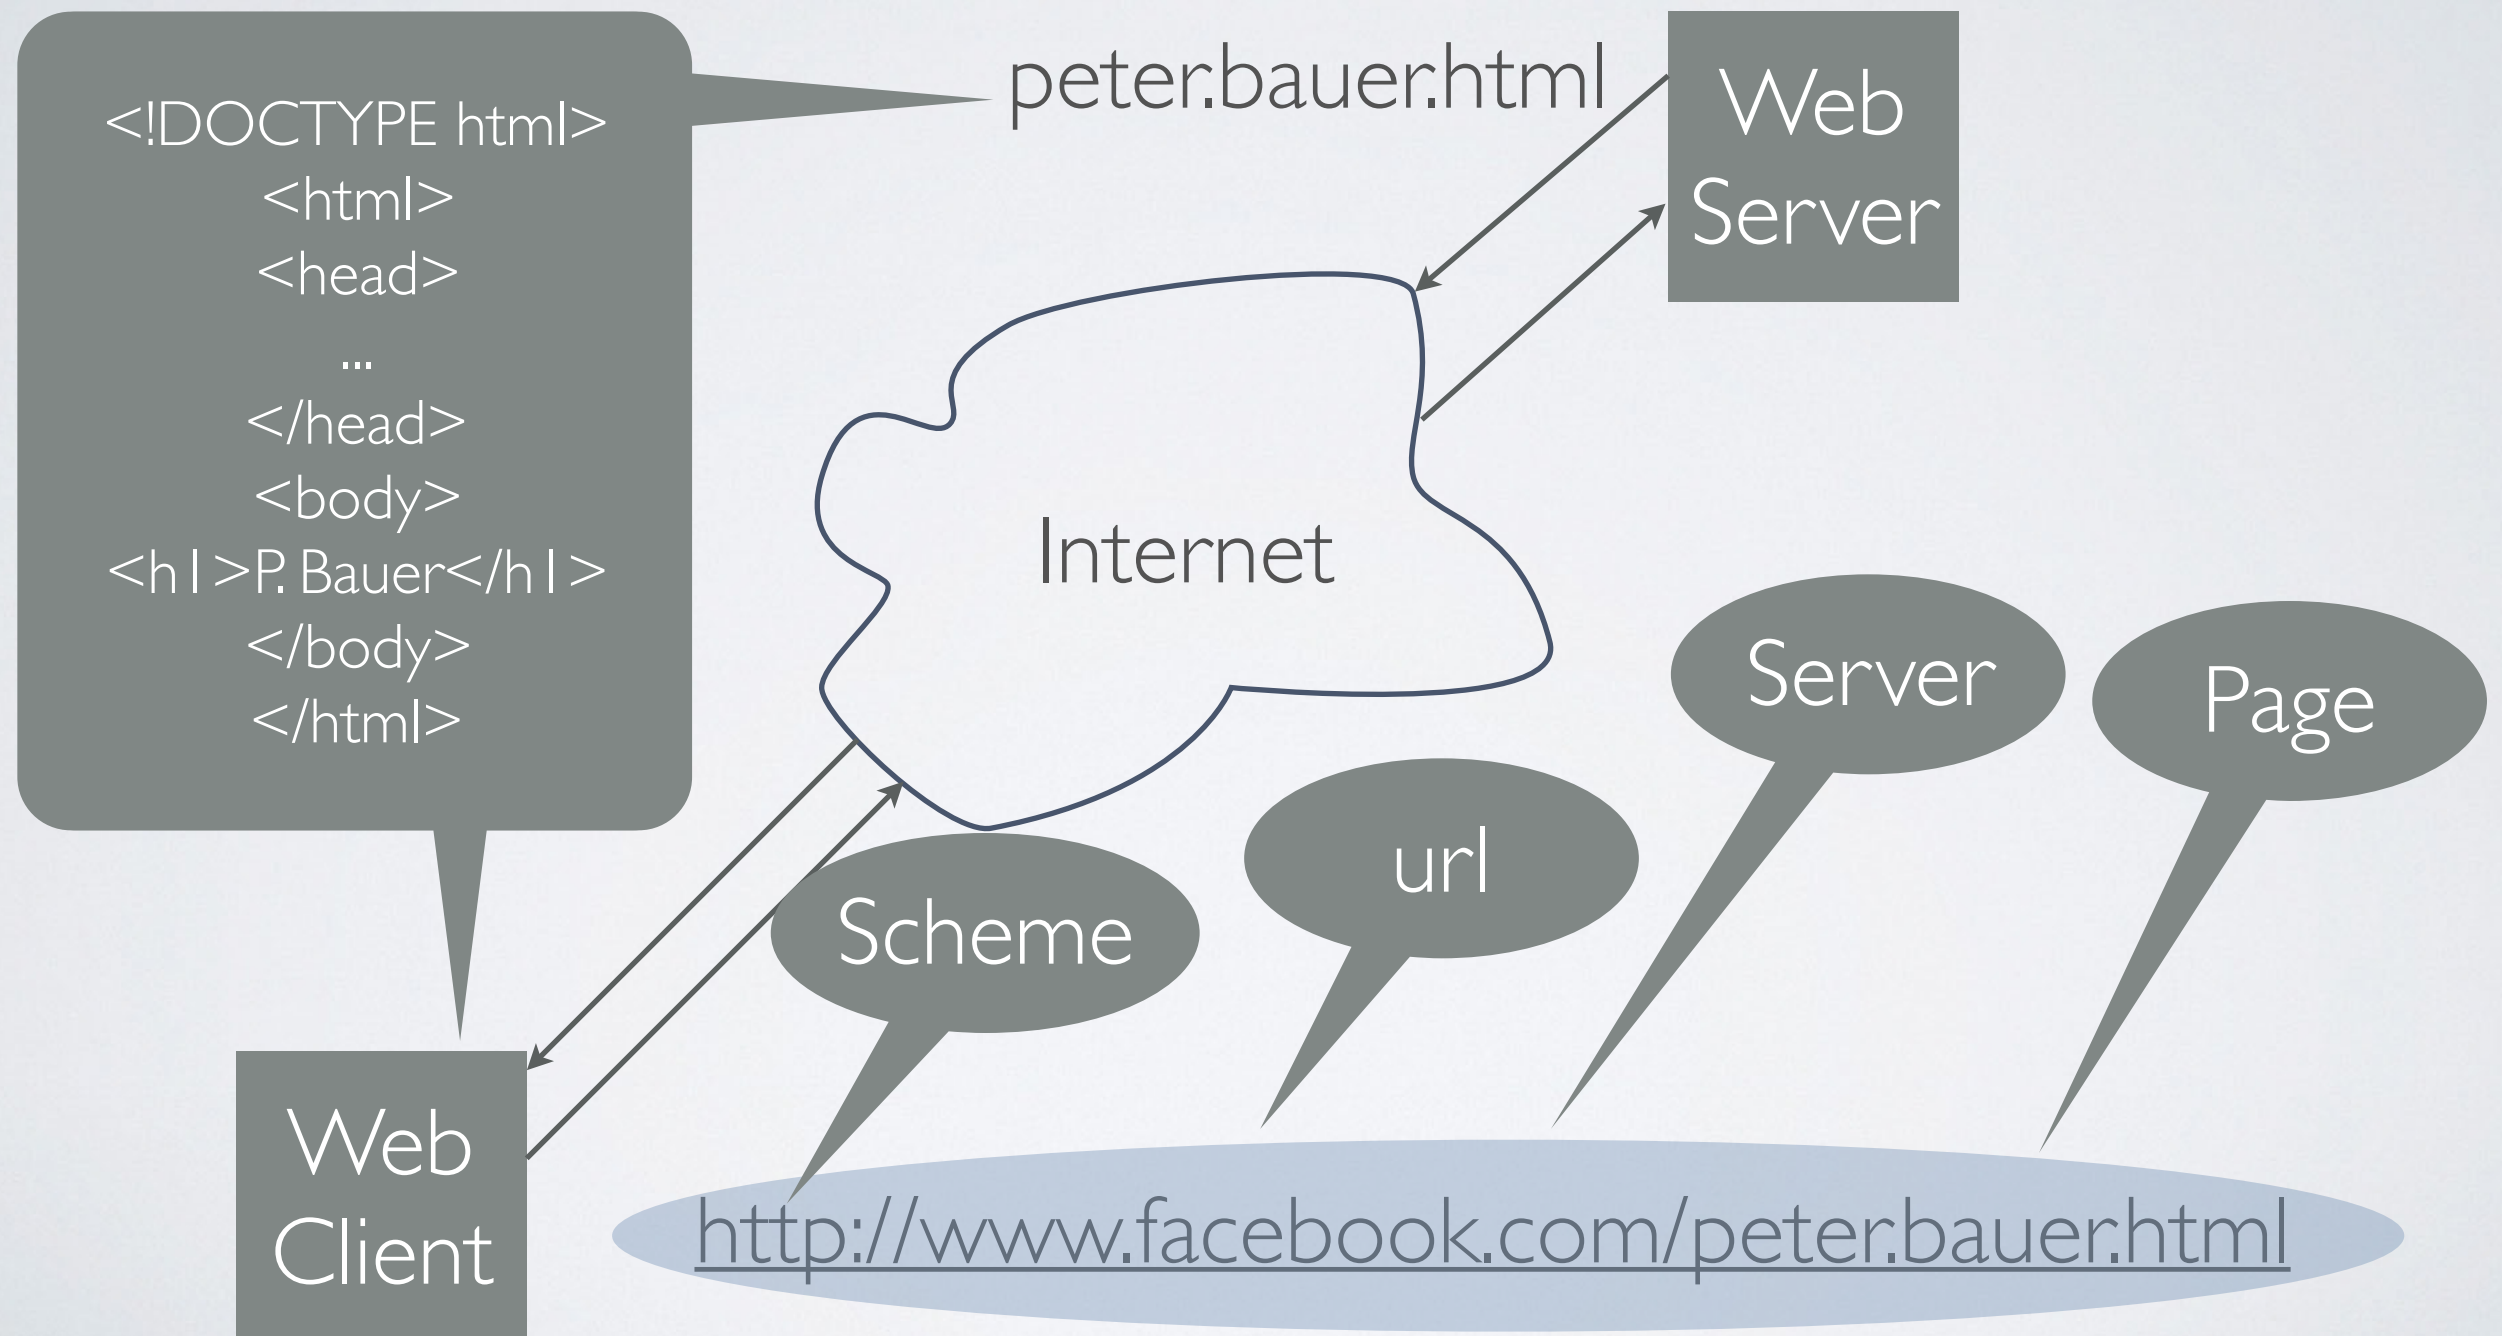 <!DOCTYPE html>
<html>
<head>
...
</head>
<body>
<h1>P. Bauer</h1>
</body>
</html>
peter.bauer.html
Web
Server
Internet
Server
Page
url
Scheme
Web
Client
http://www.facebook.com/peter.bauer.html